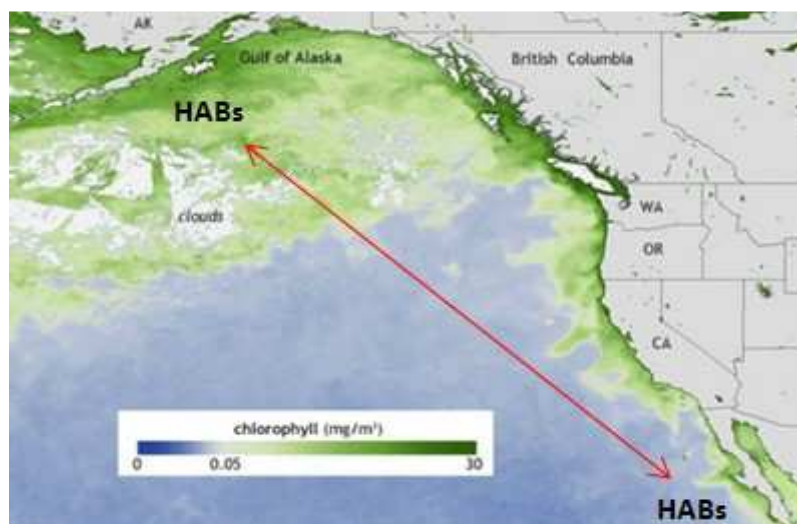 AK
Gulf of Alaska
British Columbia
HABs
clouds
WA
OR
CA
chlorophyll (mg/m³)
0 0.05 30
HABs